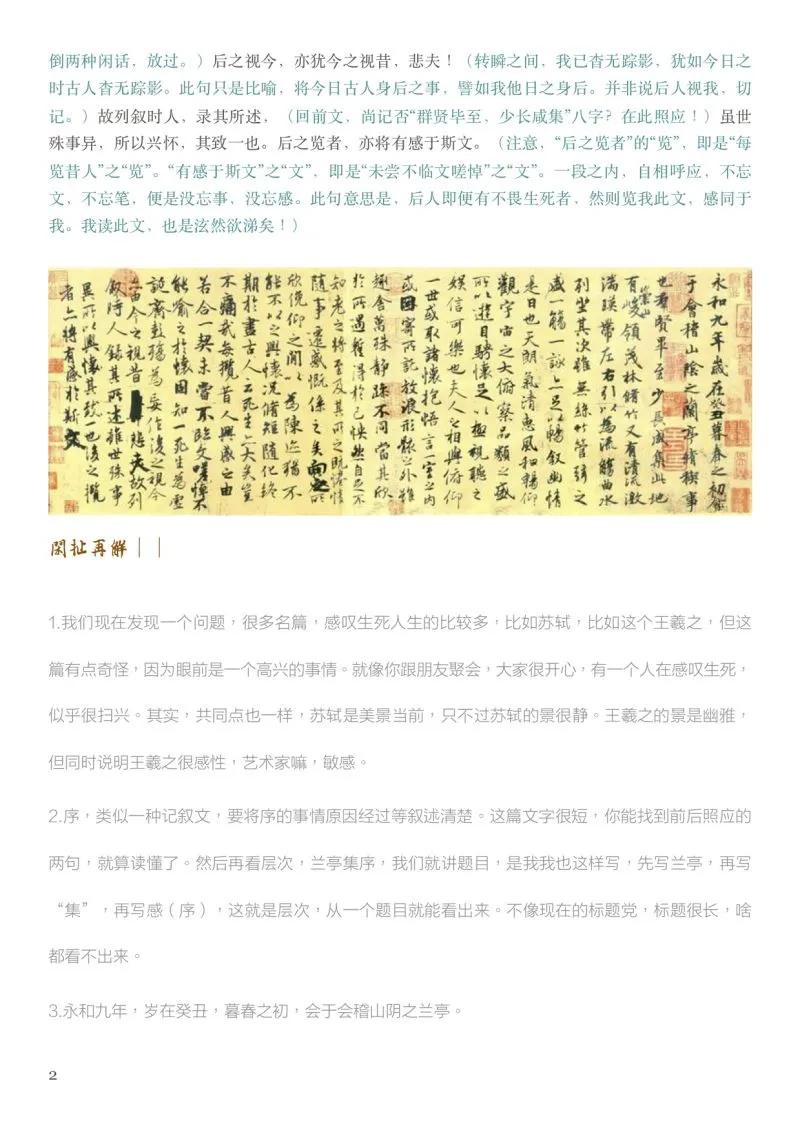 倒两种闲话，放过。）后之视今，亦犹今之视昔，悲夫！（转瞬之间，我已杳无踪影，犹如今日之
时古人杳无踪影。此句只是比喻，将今日古人身后之事，譬如我他日之身后。并非说后人视我，切
记。）故列叙时人，录其所述，（回前文，尚记否“群贤毕至，少长咸集”八字？在此照应！）虽世
殊事异，所以兴怀，其致一也。后之览者，亦将有感于斯文。（注意，“后之览者”的“览”，即是“每
览昔人”之“览”。“有感于斯文”之“文”，即是“未尝不临文嗟悼”之“文”。一段之内，自相呼应，不忘
文，不忘笔，便是没忘事，没忘感。此句意思是，后人即便有不畏生死者，然则览我此文，感同于
我。我读此文，也是泫然欲涕矣！）
永和九年歲在癸丑暮春之初會
于會稽山陰之蘭亭脩稧事
也羣賢畢至少長咸集此地
有崇山峻領茂林脩竹又有清流激
湍暎帶左右引以為流觴曲水
列坐其次雖無絲竹管弦之
盛一觴一詠亦足以暢敘幽情
是日也天朗氣清惠風和暢仰
觀宇宙之大俯察品類之盛
所以遊目騁懷足以極視聽之
娛信可樂也夫人之相與俯仰
一世或取諸懷抱悟言一室之內
或因寄所託放浪形骸之外雖
趣舍萬殊靜躁不同當其欣
於所遇蹔得於己怏然自足不
知老之將至及其所之既惓情
隨事遷感慨係之矣向之所
欣俛仰之閒以為陳迹猶不
能不以之興懷況脩短隨化終
期於盡古人云死生亦大矣豈
不痛哉每攬昔人興感之由
若合一契未嘗不臨文嗟悼不
能喻之於懷固知一死生為虛
誕齊彭殤為妄作後之視今
亦由今之視昔悲夫故列
敘時人錄其所述雖世殊事
異所以興懷其致一也後之攬
者亦將有感於斯文
閑扯再解｜｜
1.我们现在发现一个问题，很多名篇，感叹生死人生的比较多，比如苏轼，比如这个王羲之，但这
篇有点奇怪，因为眼前是一个高兴的事情。就像你跟朋友聚会，大家很开心，有一个人在感叹生死，
似乎很扫兴。其实，共同点也一样，苏轼是美景当前，只不过苏轼的景很静。王羲之的景是幽雅，
但同时说明王羲之很感性，艺术家嘛，敏感。
2.序，类似一种记叙文，要将序的事情原因经过等叙述清楚。这篇文字很短，你能找到前后照应的
两句，就算读懂了。然后再看层次，兰亭集序，我们就讲题目，是我我也这样写，先写兰亭，再写
“集”，再写感（序），这就是层次，从一个题目就能看出来。不像现在的标题党，标题很长，啥
都看不出来。
3.永和九年，岁在癸丑，暮春之初，会于会稽山阴之兰亭。
2